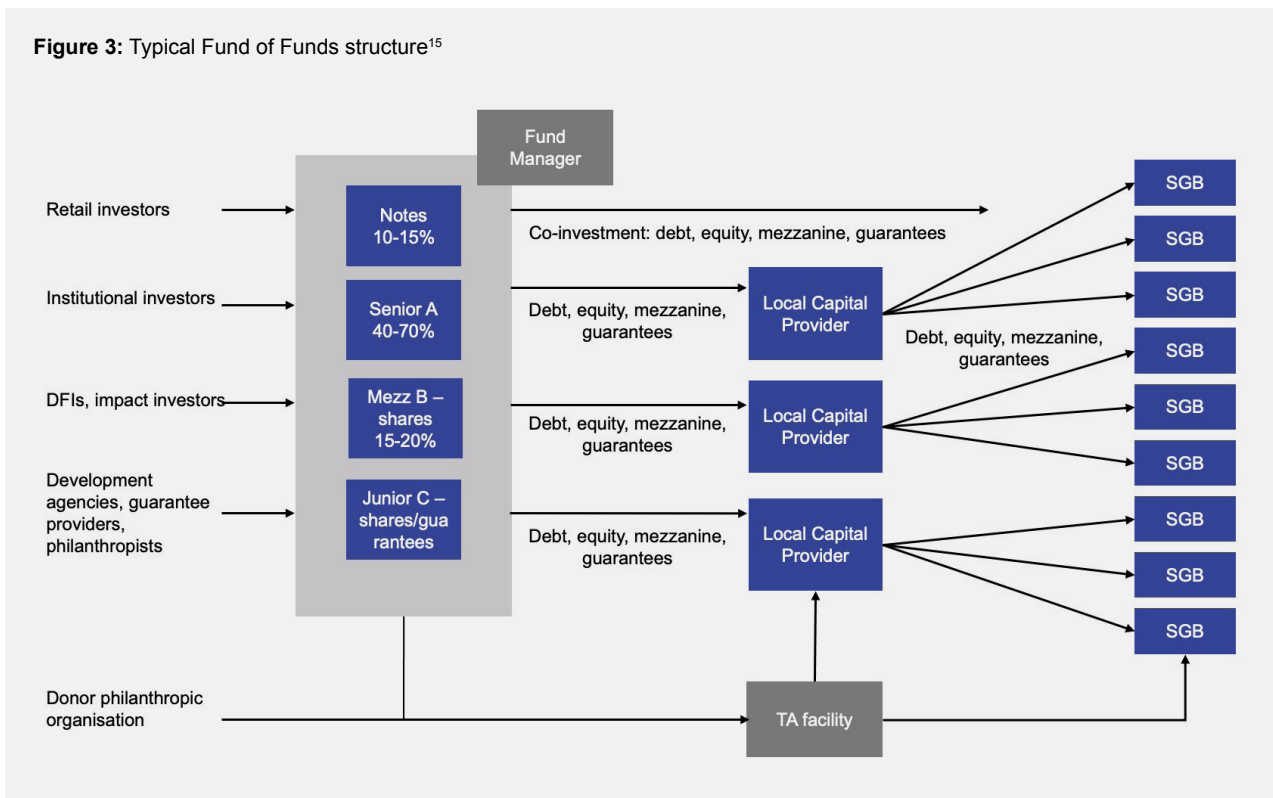 Figure 3: Typical Fund of Funds structure15
Fund
Manager
Retail investors
Notes
10-15%
Co-investment: debt, equity, mezzanine, guarantees
Institutional investors
Senior A
40-70%
Debt, equity, mezzanine,
guarantees
Local Capital
Provider
DFIs, impact investors
Mezz B –
shares
15-20%
Debt, equity, mezzanine,
guarantees
Local Capital
Provider
Development
agencies, guarantee
providers,
philanthropists
Junior C –
shares/gua
rantees
Debt, equity, mezzanine,
guarantees
Local Capital
Provider
Debt, equity, mezzanine,
guarantees
SGB
SGB
SGB
SGB
SGB
SGB
SGB
SGB
SGB
Donor philanthropic
organisation
TA facility